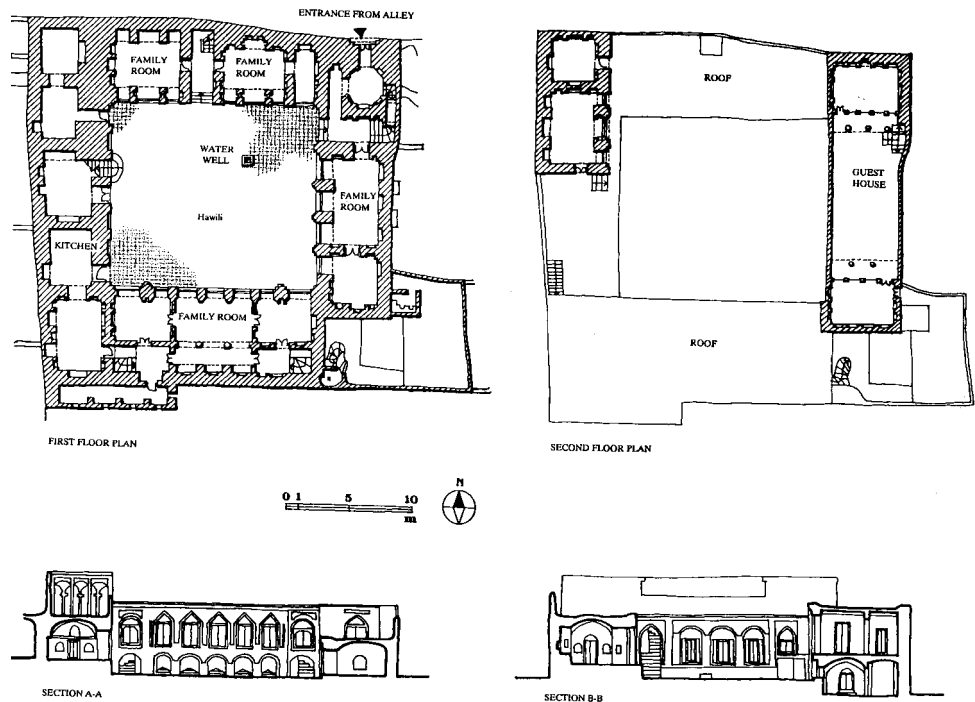 ENTRANCE FROM ALLEY
FAMILY
ROOM
FAMILY
ROOM
WATER
WELL
FAMILY
ROOM
Hawili
KITCHEN
FAMILY ROOM
FIRST FLOOR PLAN
ROOF
GUEST
HOUSE
ROOF
SECOND FLOOR PLAN
0 1 5 10
m
N
SECTION A-A
SECTION B-B